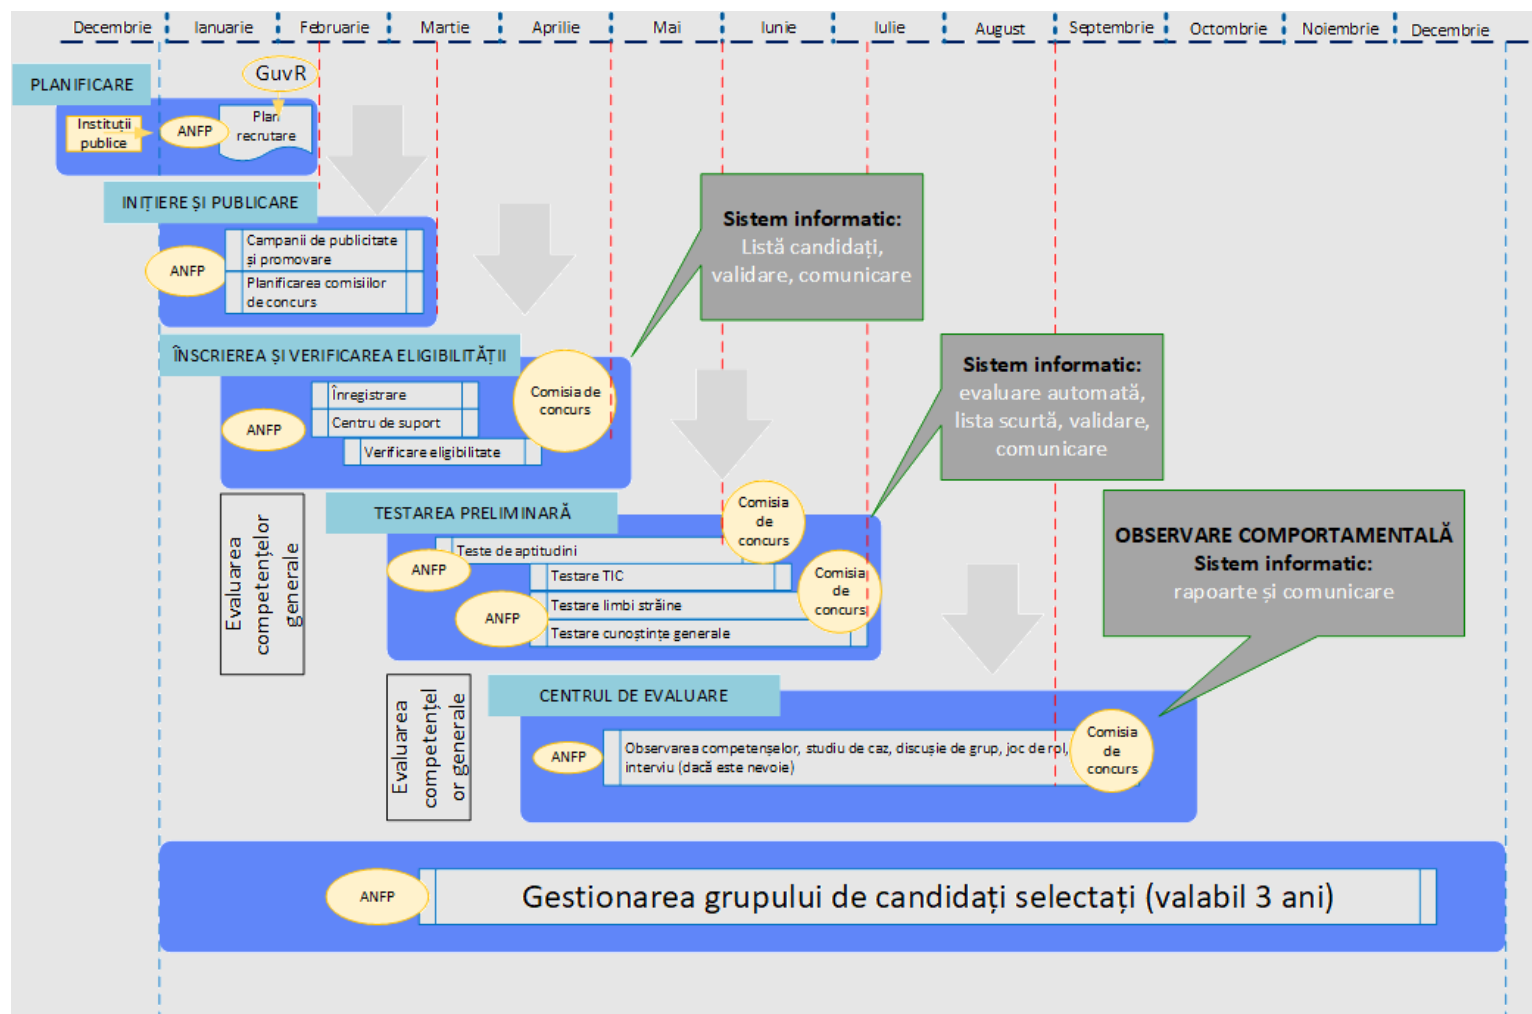 Decembrie Ianuarie Februarie Martie Aprilie Mai Iunie Iulie August Septembrie Octombrie Noiembrie Decembrie
GuvR
PLANIFICARE
Instituții
publice
ANFP
Plan
recrutare
INIȚIERE ȘI PUBLICARE
ANFP
Campanii de publicitate
și promovare
Planificarea comisiilor
de concurs
Sistem informatic:
Listă candidați,
validare, comunicare
ÎNSCRIEREA ȘI VERIFICAREA ELIGIBILITĂȚII
ANFP
Înregistrare
Centru de suport
Verificare eligibilitate
Comisia de
concurs
Sistem informatic:
evaluare automată,
lista scurtă, validare,
comunicare
Evaluarea
competențelor
generale
TESTAREA PRELIMINARĂ
ANFP
Teste de aptitudini
Comisia
de
concurs
ANFP
Testare TIC
Testare limbi străine
Testare cunoștințe generale
Comisia
de
concurs
OBSERVARE COMPORTAMENTALĂ
Sistem informatic:
rapoarte și comunicare
Evaluarea
competențel
or generale
CENTRUL DE EVALUARE
ANFP
Observarea competențelor, studiu de caz, discuție de grup, joc de rol,
interviu (dacă este nevoie)
Comisia
de
concurs
ANFP
Gestionarea grupului de candidați selectați (valabil 3 ani)